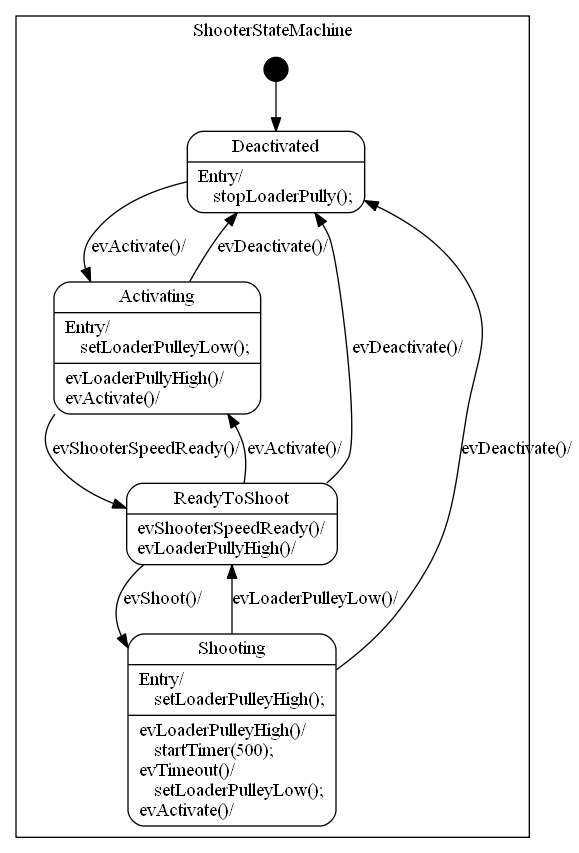 ShooterStateMachine
Deactivated
Entry/
stopLoaderPully();
evActivate()/
evDeactivate()/
Activating
Entry/
setLoaderPulleyLow();
evLoaderPullyHigh()/
evActivate()/
evDeactivate()/
evShooterSpeedReady()/
evActivate()/
evDeactivate()/
ReadyToShoot
evShooterSpeedReady()/
evLoaderPullyHigh()/
evShoot()/
evLoaderPulleyLow()/
Shooting
Entry/
setLoaderPulleyHigh();
evLoaderPulleyHigh()/
startTimer(500);
evTimeout()/
setLoaderPulleyLow();
evActivate()/